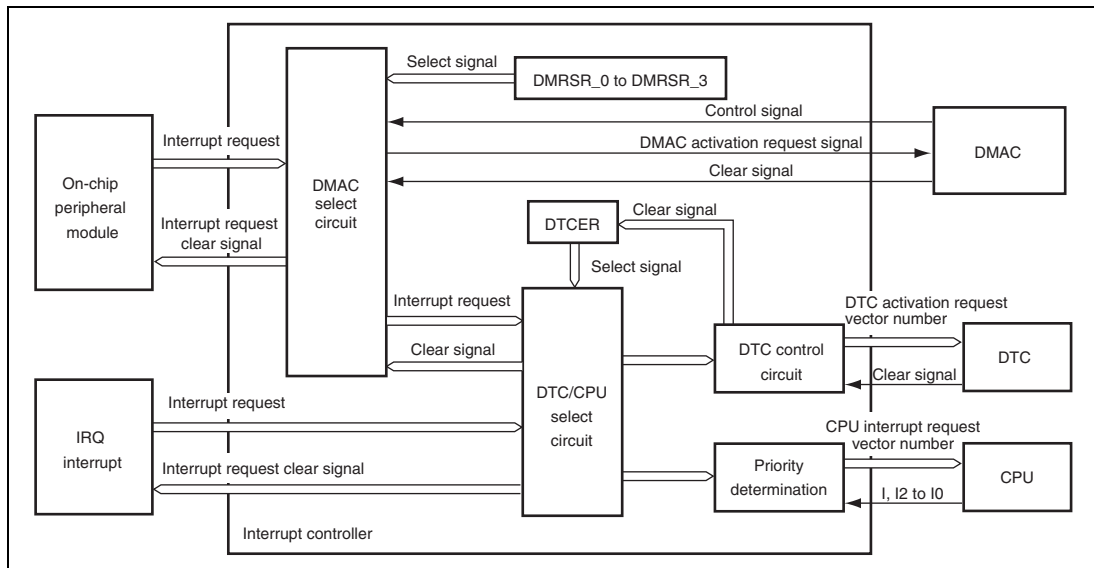 Select signal
DMRSR_0 to DMRSR_3
Control signal
Interrupt request
DMAC activation request signal
DMAC
On-chip
peripheral
module
DMAC
select
circuit
Clear signal
Interrupt request
clear signal
DTCER
Clear signal
Select signal
Interrupt request
DTC activation request
vector number
Clear signal
DTC control
circuit
DTC
Clear signal
Interrupt request
DTC/CPU
select
circuit
IRQ
interrupt
CPU interrupt request
vector number
Interrupt request clear signal
Priority
determination
CPU
I, I2 to I0
Interrupt controller